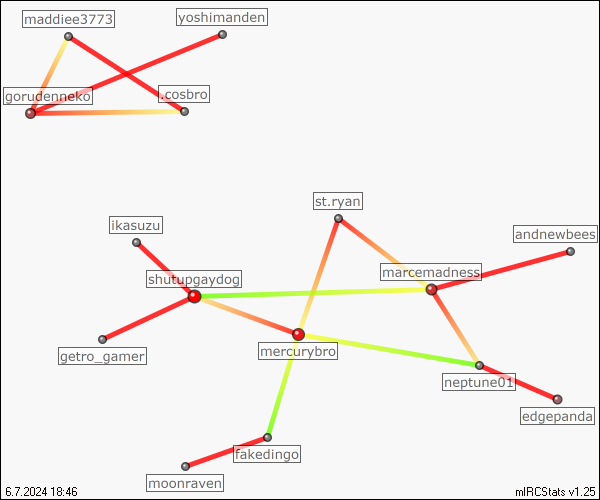 maddiee3773
yoshimanden
gorudenneko
.cosbro
st.ryan
ikasuzu
andnewbees
shutupgaydog
marcemadness
mercurybro
getro_gamer
neptune01
edgepanda
fakedingo
moonraven
6.7.2024 18:46
mIRCStats v1.25